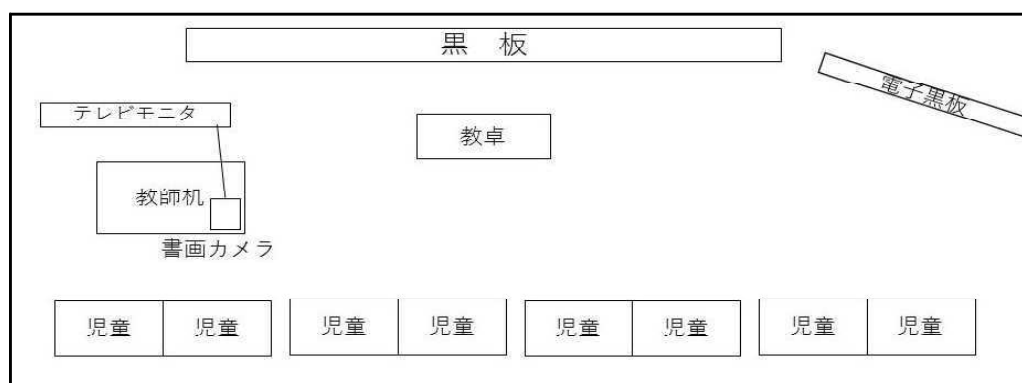 黒 板
電子黒板
テレビモニタ
教卓
教師机
書画カメラ
児童 児童 児童 児童 児童 児童 児童 児童